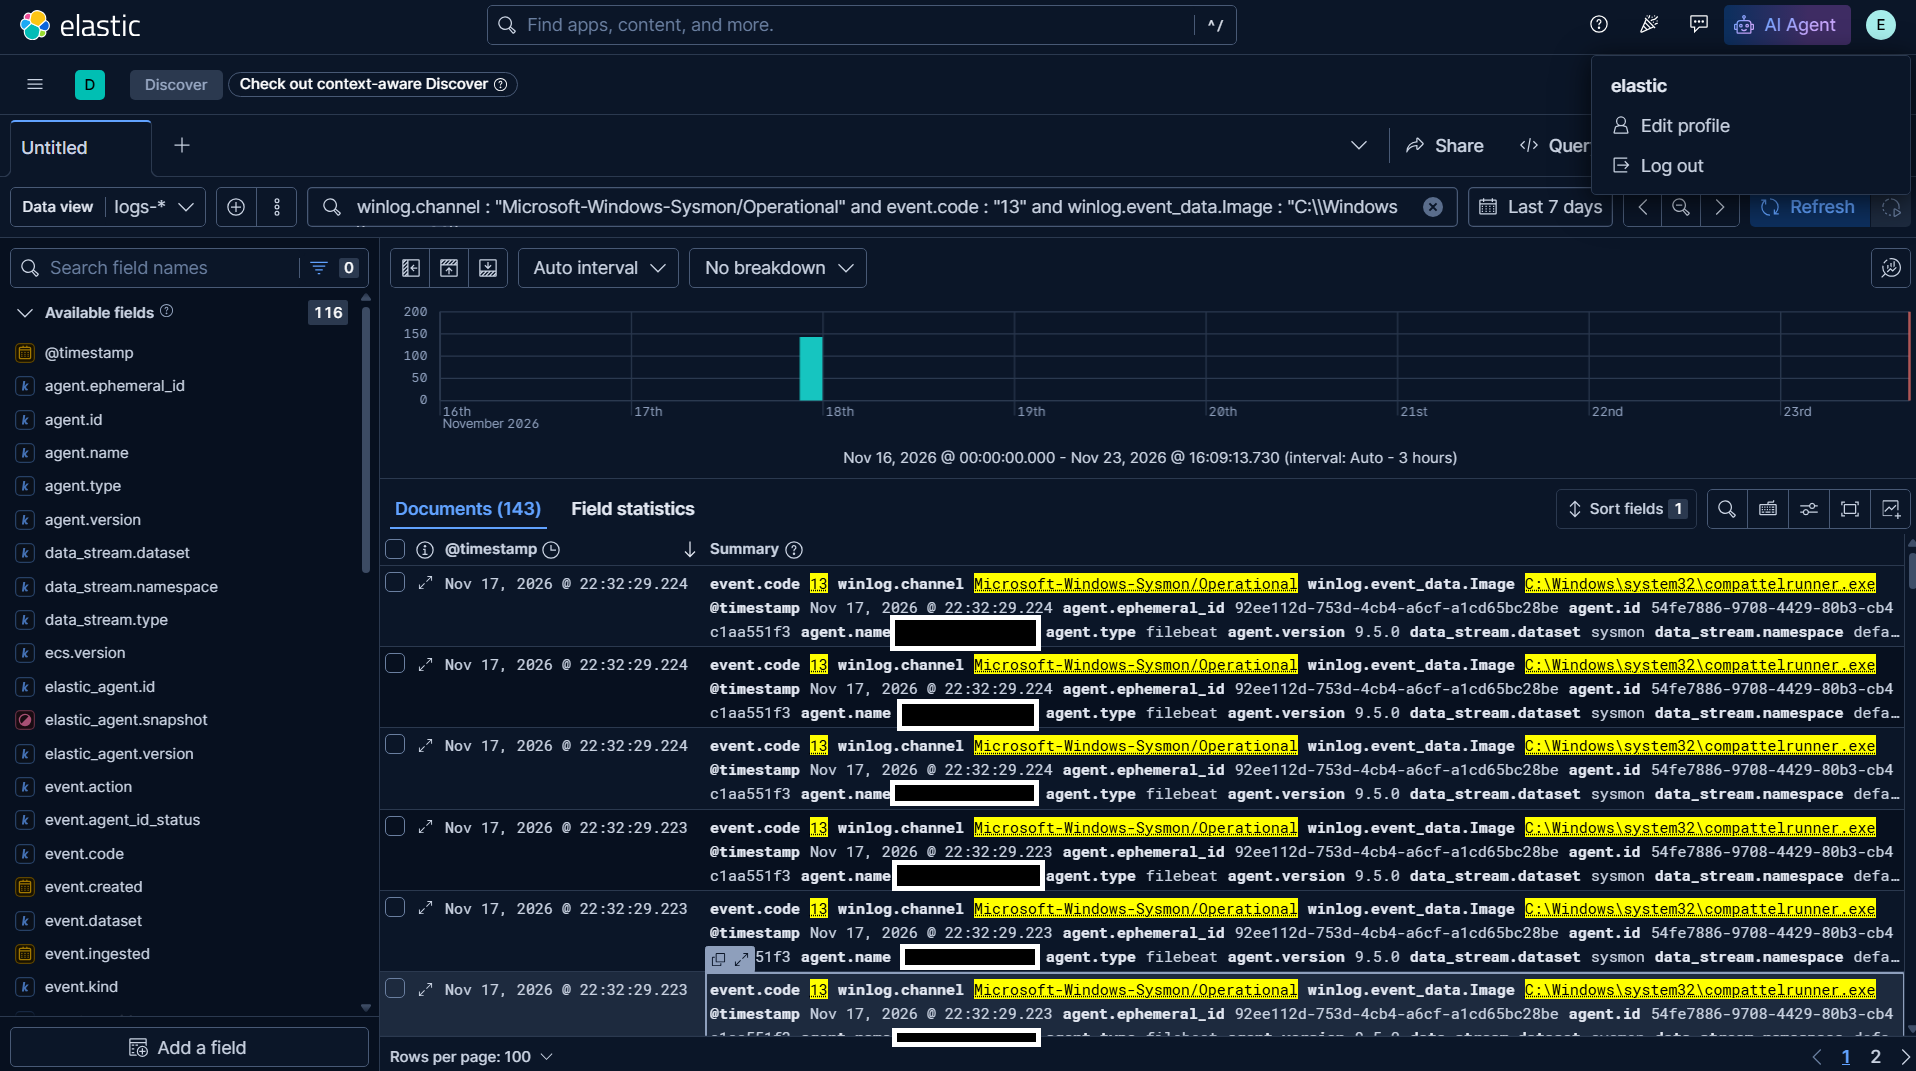 elastic
Find apps, content, and more.
^/
AI Agent
E
D
Discover
Check out context-aware Discover
elastic
Edit profile
Log out
Untitled
Share
Quer
Data view
logs-*
winlog.channel : "Microsoft-Windows-Sysmon/Operational" and event.code : "13" and winlog.event_data.Image : "C:\\Windows
Last 7 days
Refresh
Search field names
0
Auto interval
No breakdown
Available fields
116
@timestamp
agent.ephemeral_id
agent.id
agent.name
agent.type
agent.version
data_stream.dataset
data_stream.namespace
data_stream.type
ecs.version
elastic_agent.id
elastic_agent.snapshot
elastic_agent.version
event.action
event.agent_id_status
event.code
event.created
event.dataset
event.ingested
event.kind
Add a field
200
150
100
50
0
16th
17th
18th
19th
20th
21st
22nd
23rd
November 2026
Nov 16, 2026 @ 00:00:00.000 - Nov 23, 2026 @ 16:09:13.730 (interval: Auto - 3 hours)
Documents (143)
Field statistics
Sort fields 1
@timestamp
Summary
Nov 17, 2026 @ 22:32:29.224
event.code 13 winlog.channel Microsoft-Windows-Sysmon/Operational winlog.event_data.Image C:\Windows\system32\compattelrunner.exe
@timestamp Nov 17, 2026 @ 22:32:29.224 agent.ephemeral_id 92ee112d-753d-4cb4-a6cf-a1cd65bc28be agent.id 54fe7886-9708-4429-80b3-cb4
c1aa551f3 agent.name agent.type filebeat agent.version 9.5.0 data_stream.dataset sysmon data_stream.namespace defa…
Nov 17, 2026 @ 22:32:29.224
event.code 13 winlog.channel Microsoft-Windows-Sysmon/Operational winlog.event_data.Image C:\Windows\system32\compattelrunner.exe
@timestamp Nov 17, 2026 @ 22:32:29.224 agent.ephemeral_id 92ee112d-753d-4cb4-a6cf-a1cd65bc28be agent.id 54fe7886-9708-4429-80b3-cb4
c1aa551f3 agent.name agent.type filebeat agent.version 9.5.0 data_stream.dataset sysmon data_stream.namespace defa…
Nov 17, 2026 @ 22:32:29.224
event.code 13 winlog.channel Microsoft-Windows-Sysmon/Operational winlog.event_data.Image C:\Windows\system32\compattelrunner.exe
@timestamp Nov 17, 2026 @ 22:32:29.224 agent.ephemeral_id 92ee112d-753d-4cb4-a6cf-a1cd65bc28be agent.id 54fe7886-9708-4429-80b3-cb4
c1aa551f3 agent.name agent.type filebeat agent.version 9.5.0 data_stream.dataset sysmon data_stream.namespace defa…
Nov 17, 2026 @ 22:32:29.223
event.code 13 winlog.channel Microsoft-Windows-Sysmon/Operational winlog.event_data.Image C:\Windows\system32\compattelrunner.exe
@timestamp Nov 17, 2026 @ 22:32:29.223 agent.ephemeral_id 92ee112d-753d-4cb4-a6cf-a1cd65bc28be agent.id 54fe7886-9708-4429-80b3-cb4
c1aa551f3 agent.name agent.type filebeat agent.version 9.5.0 data_stream.dataset sysmon data_stream.namespace defa…
Nov 17, 2026 @ 22:32:29.223
event.code 13 winlog.channel Microsoft-Windows-Sysmon/Operational winlog.event_data.Image C:\Windows\system32\compattelrunner.exe
@timestamp Nov 17, 2026 @ 22:32:29.223 agent.ephemeral_id 92ee112d-753d-4cb4-a6cf-a1cd65bc28be agent.id 54fe7886-9708-4429-80b3-cb4
51f3 agent.name agent.type filebeat agent.version 9.5.0 data_stream.dataset sysmon data_stream.namespace defa…
Nov 17, 2026 @ 22:32:29.223
event.code 13 winlog.channel Microsoft-Windows-Sysmon/Operational winlog.event_data.Image C:\Windows\system32\compattelrunner.exe
@timestamp Nov 17, 2026 @ 22:32:29.223 agent.ephemeral_id 92ee112d-753d-4cb4-a6cf-a1cd65bc28be agent.id 54fe7886-9708-4429-80b3-cb4
Rows per page: 100
1
2